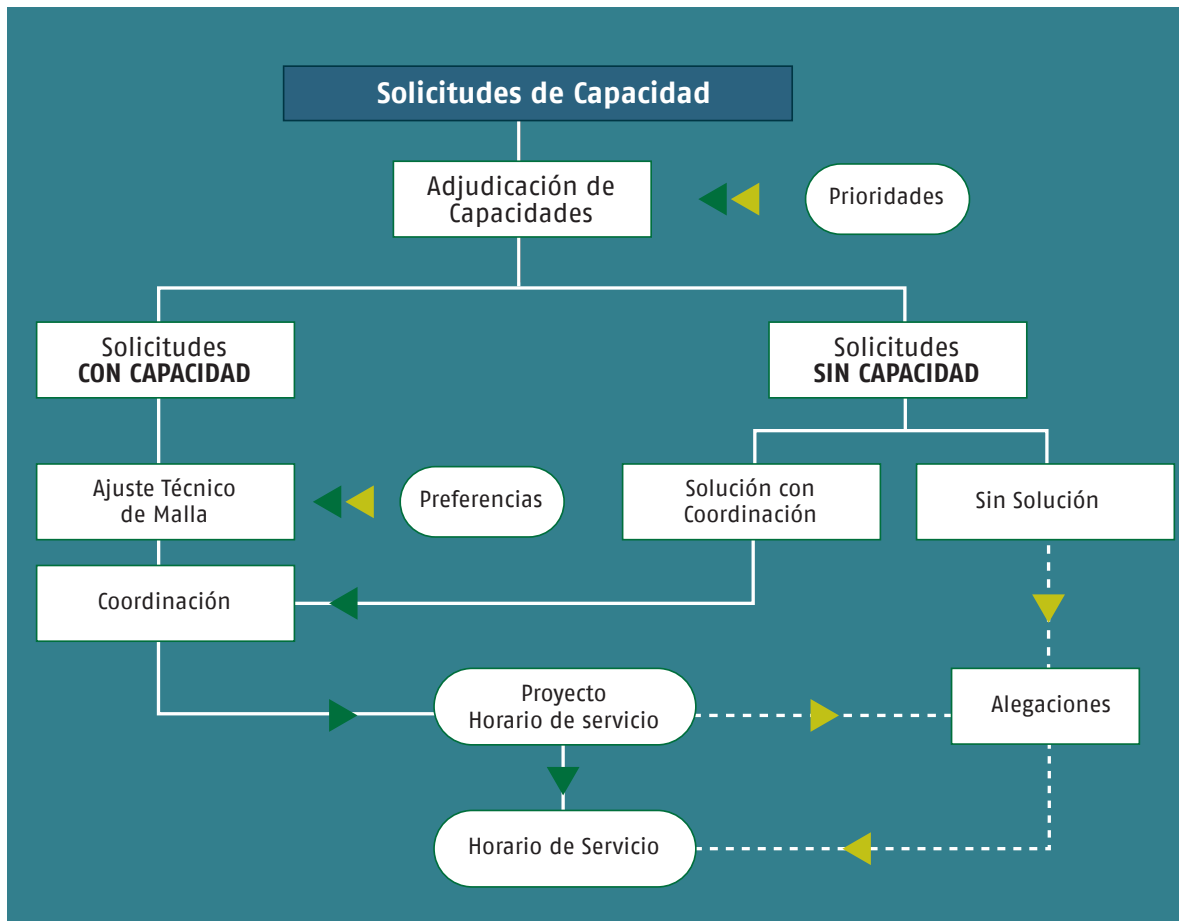 Solicitudes de Capacidad
Adjudicación de
Capacidades
Prioridades
Solicitudes
CON CAPACIDAD
Solicitudes
SIN CAPACIDAD
Ajuste Técnico
de Malla
Preferencias
Solución con
Coordinación
Sin Solución
Coordinación
Proyecto
Horario de servicio
Alegaciones
Horario de Servicio